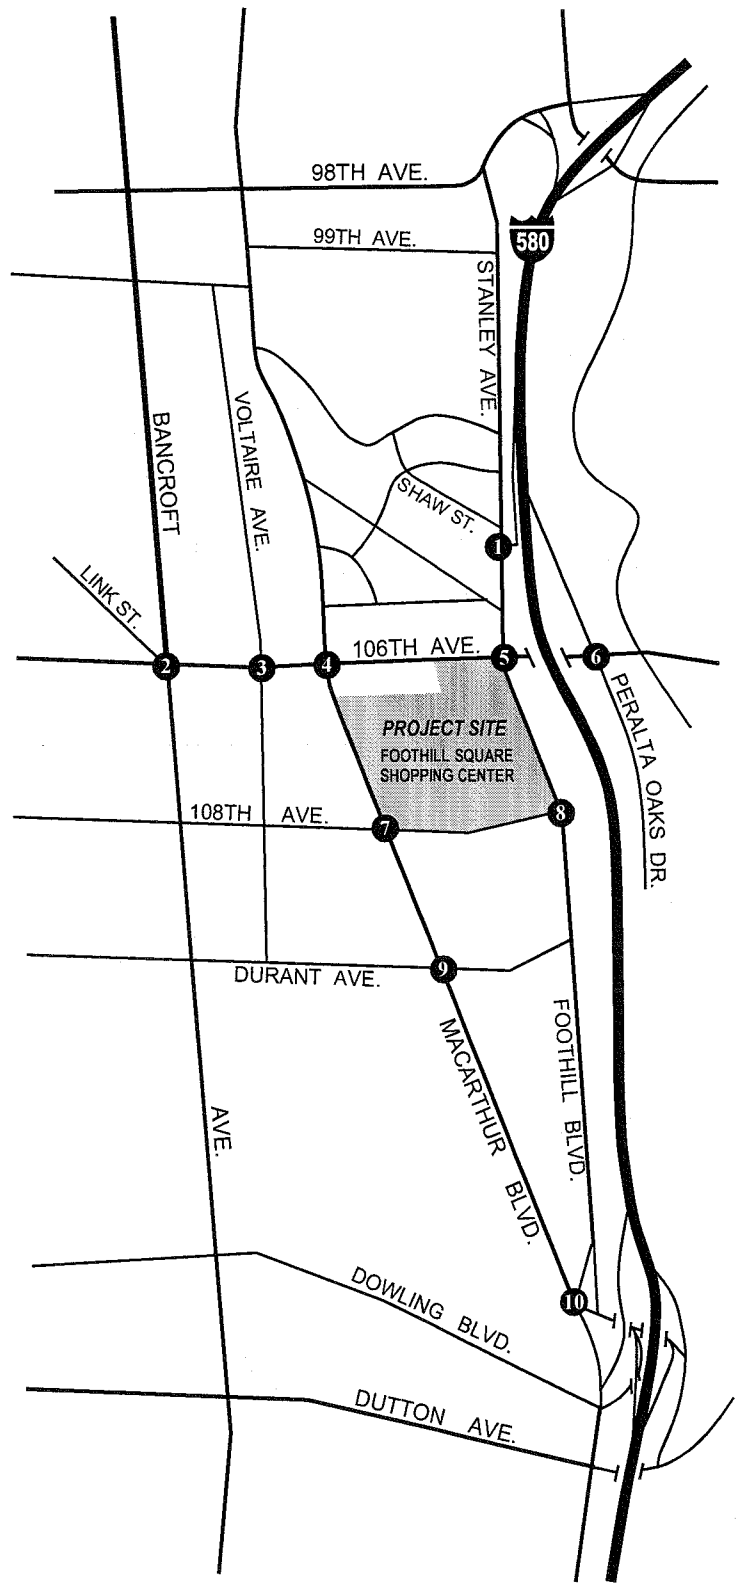 98TH AVE.
99TH AVE.
580
STANLEY AVE.
VOLTAIRE AVE.
BANCROFT
SHAW ST.
1
LINK ST.
106TH AVE.
2
3
4
5
6
PROJECT SITE
FOOTHILL SQUARE
SHOPPING CENTER
PERALTA OAKS DR.
108TH AVE.
7
8
DURANT AVE.
9
FOOTHILL BLVD.
MACARTHUR BLVD.
AVE.
10
DOWLING BLVD.
DUTTON AVE.